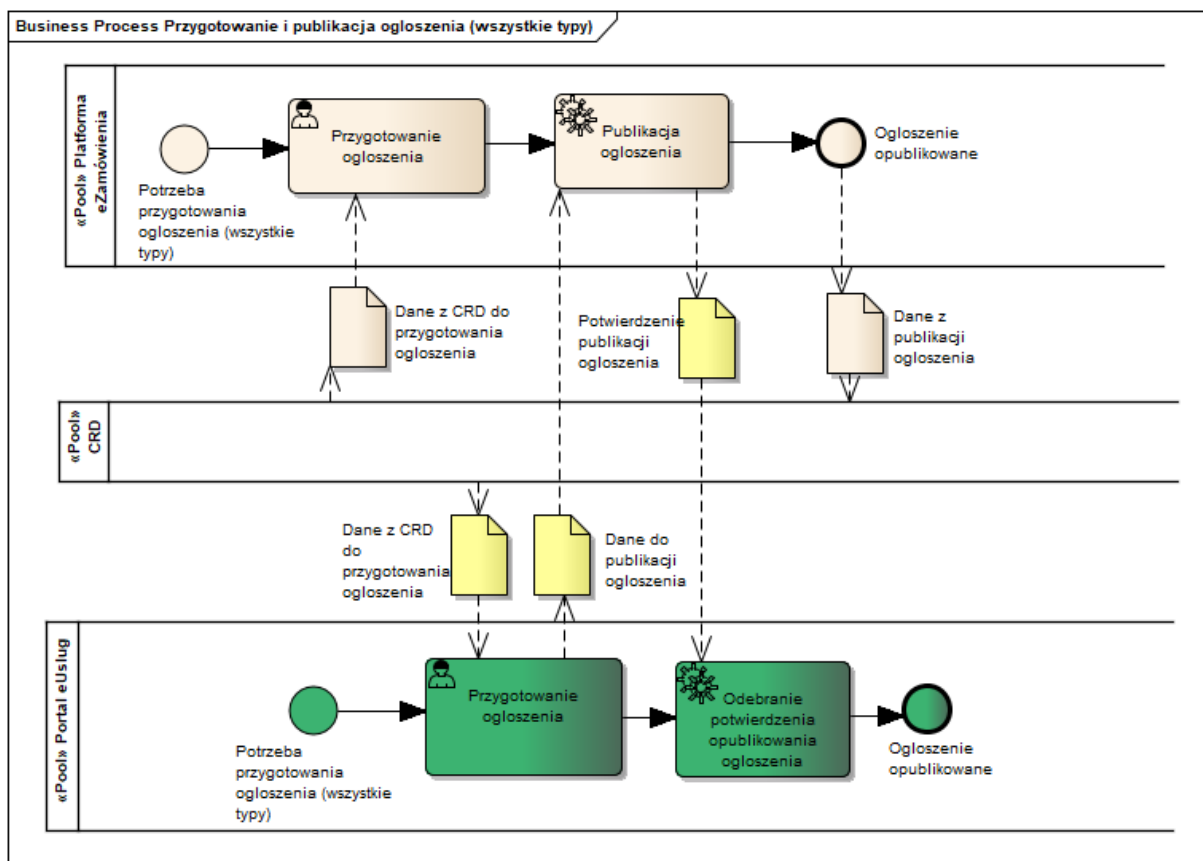 Business Process Przygotowanie i publikacja ogloszenia (wszystkie typy)
«Pool» Platforma
eZamówienia
Potrzeba
przygotowania
ogloszenia (wszystkie
typy)
Przygotowanie
ogloszenia
Publikacja
ogloszenia
Ogloszenie
opublikowane
Dane z CRD do
przygotowania
ogloszenia
Potwierdzenie
publikacji
ogloszenia
Dane z
publikacji
ogloszenia
«Pool»
CRD
Dane z CRD
do
przygotowania
ogloszenia
Dane do
publikacji
ogloszenia
«Pool» Portal eUslug
Potrzeba
przygotowania
ogloszenia (wszystkie
typy)
Przygotowanie
ogloszenia
Odebranie
potwierdzenia
opublikowania
ogloszenia
Ogloszenie
opublikowane